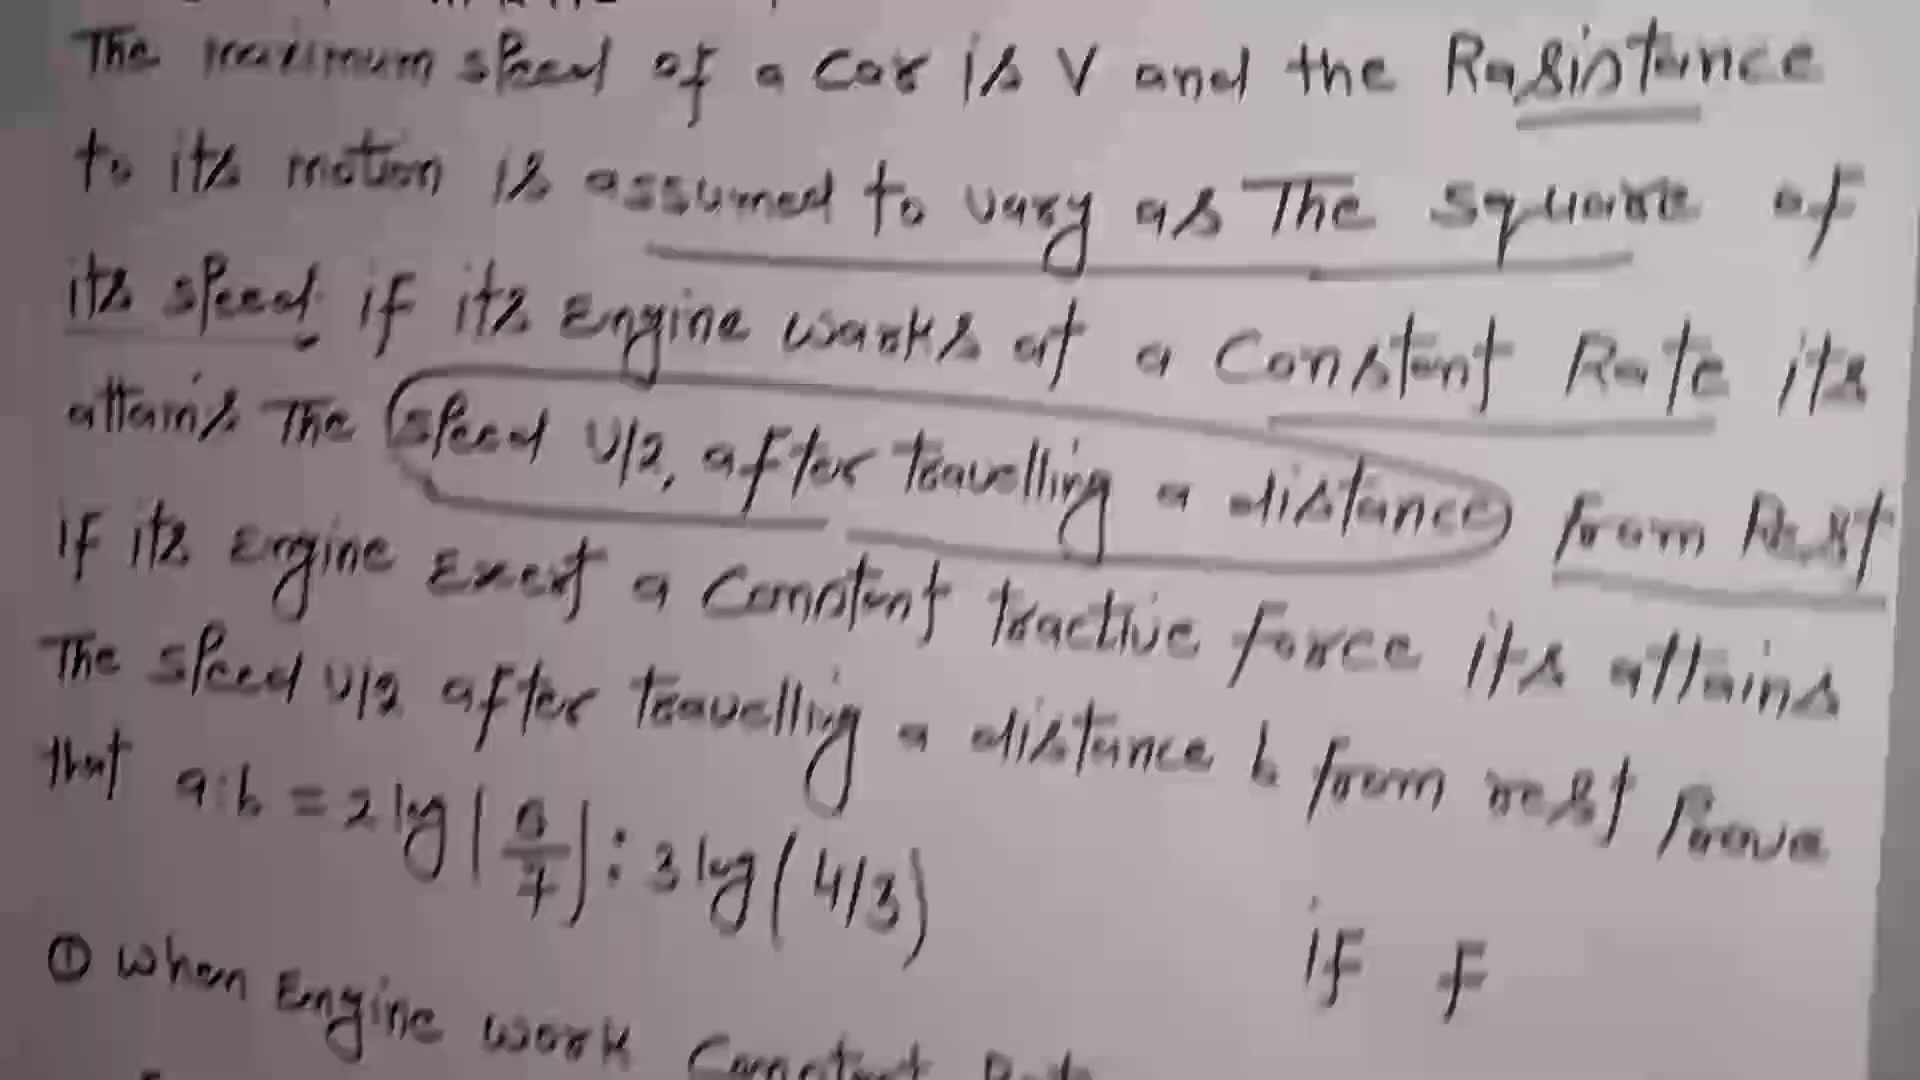 The maximum speed of a car is V and the Rasistance
to its motion is assumed to vary as The square of
its speed if its Engine works at a Constant Rate its
attains The speed V/2, after travelling a distance from Rest
if its Engine Exert a Constant tractive force its attains
The speed V/2 after travelling a distance b from rest Prove
that a:b = 2 log (8/7) : 3 log (4/3)
if F
① When Engine work Constant